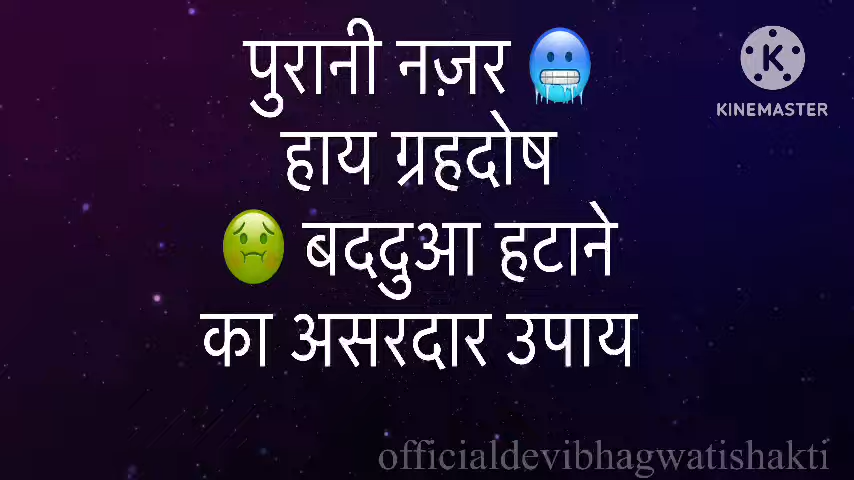 पुरानी नज़र 🥶
हाय ग्रहदोष
🤢 बददुआ हटाने
का असरदार उपाय
K
KINEMASTER
officialdevibhagwatishakti